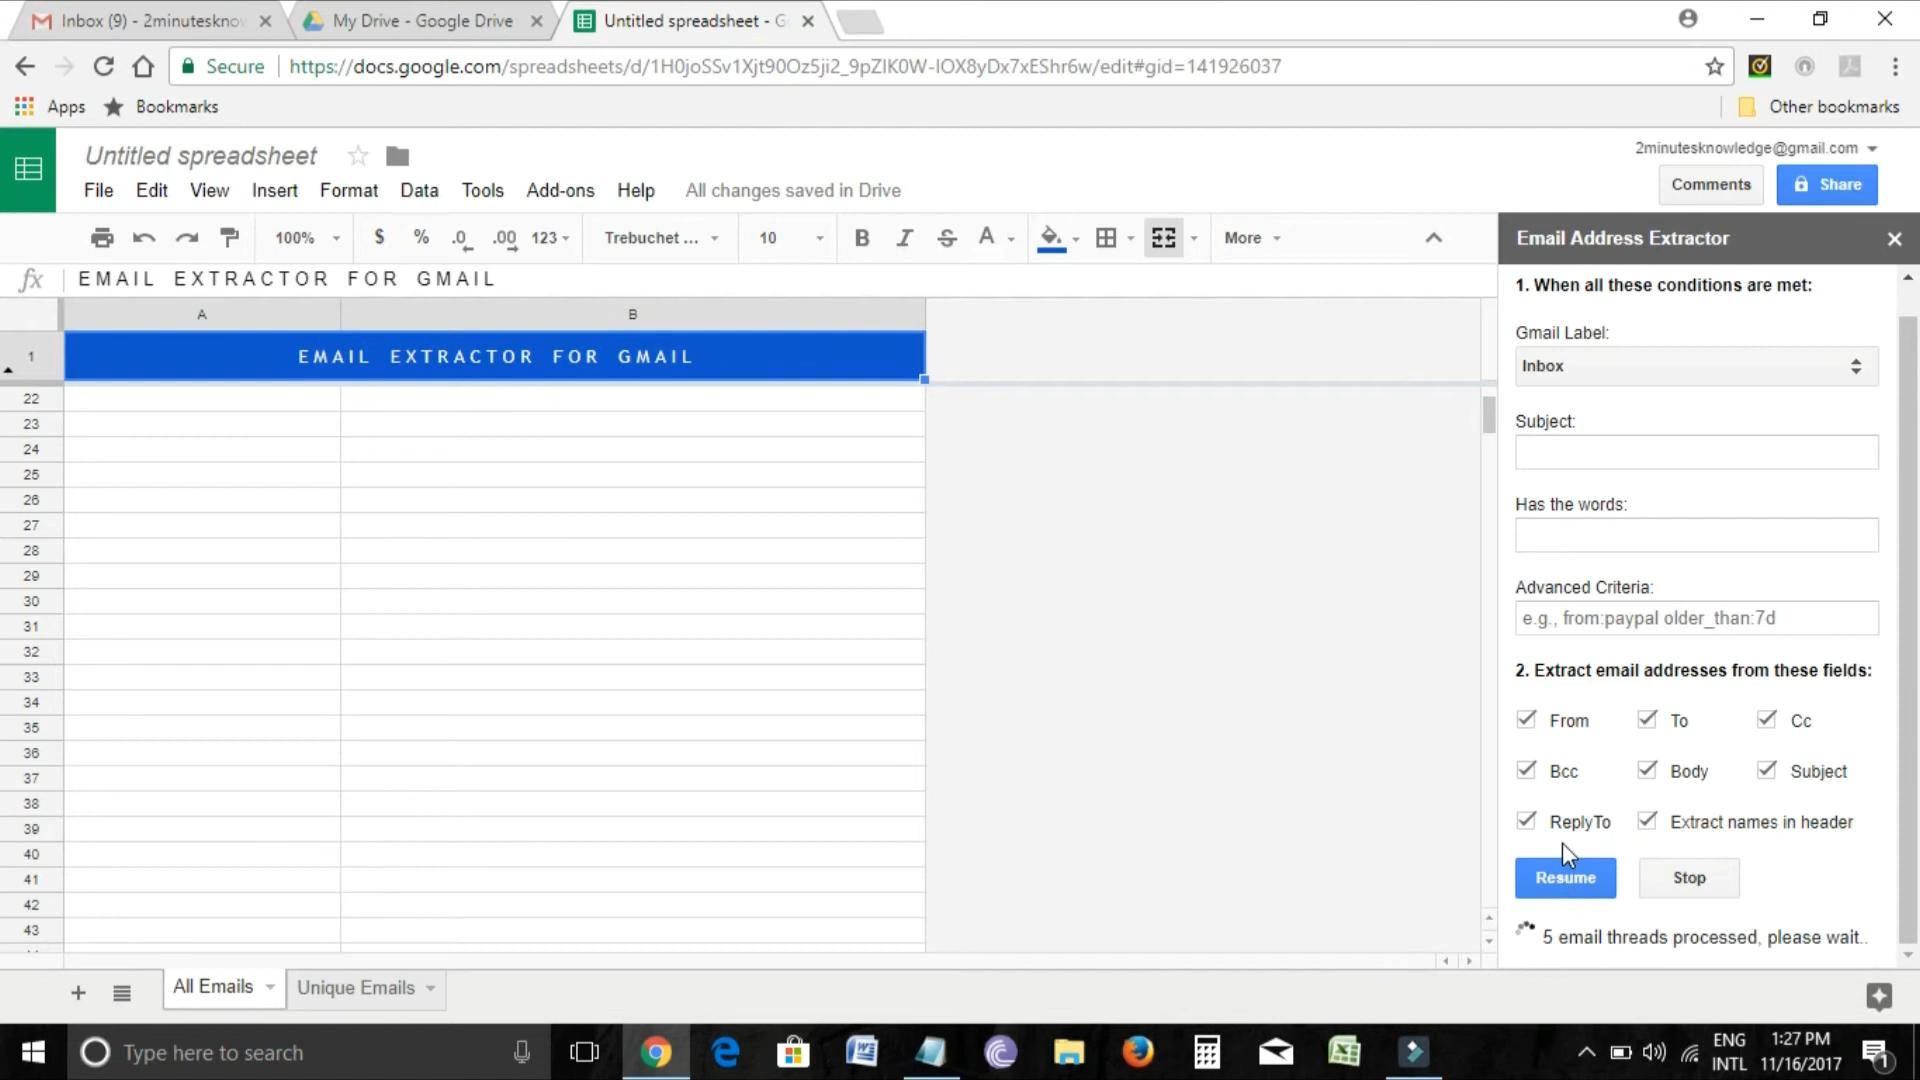 Inbox (9) - 2minutesknow
My Drive - Google Drive
Untitled spreadsheet - G
Secure
https://docs.google.com/spreadsheets/d/1H0joSSv1Xjt90Oz5ji2_9pZIK0W-IOX8yDx7xEShr6w/edit#gid=141926037
Apps
Bookmarks
Other bookmarks
Untitled spreadsheet
2minutesknowledge@gmail.com
File Edit View Insert Format Data Tools Add-ons Help All changes saved in Drive
Comments
Share
100% $ % .0 .00 123 Trebuchet ... 10 B I S A More
Email Address Extractor
fx EMAIL EXTRACTOR FOR GMAIL
A B
1 EMAIL EXTRACTOR FOR GMAIL
22
23
24
25
26
27
28
29
30
31
32
33
34
35
36
37
38
39
40
41
42
43
1. When all these conditions are met:
Gmail Label:
Inbox
Subject:
Has the words:
Advanced Criteria:
e.g., from:paypal older_than:7d
2. Extract email addresses from these fields:
From To Cc
Bcc Body Subject
ReplyTo Extract names in header
Resume Stop
5 email threads processed, please wait..
All Emails
Unique Emails
Type here to search
ENG
INTL
1:27 PM
11/16/2017
1